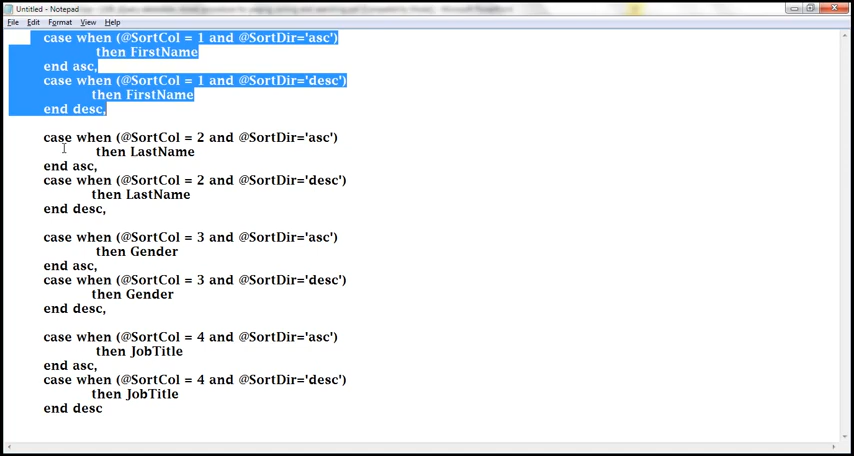 Untitled - Notepad
File Edit Format View Help
case when (@SortCol = 1 and @SortDir='asc')
then FirstName
end asc,
case when (@SortCol = 1 and @SortDir='desc')
then FirstName
end desc,
case when (@SortCol = 2 and @SortDir='asc')
then LastName
end asc,
case when (@SortCol = 2 and @SortDir='desc')
then LastName
end desc,
case when (@SortCol = 3 and @SortDir='asc')
then Gender
end asc,
case when (@SortCol = 3 and @SortDir='desc')
then Gender
end desc,
case when (@SortCol = 4 and @SortDir='asc')
then JobTitle
end asc,
case when (@SortCol = 4 and @SortDir='desc')
then JobTitle
end desc